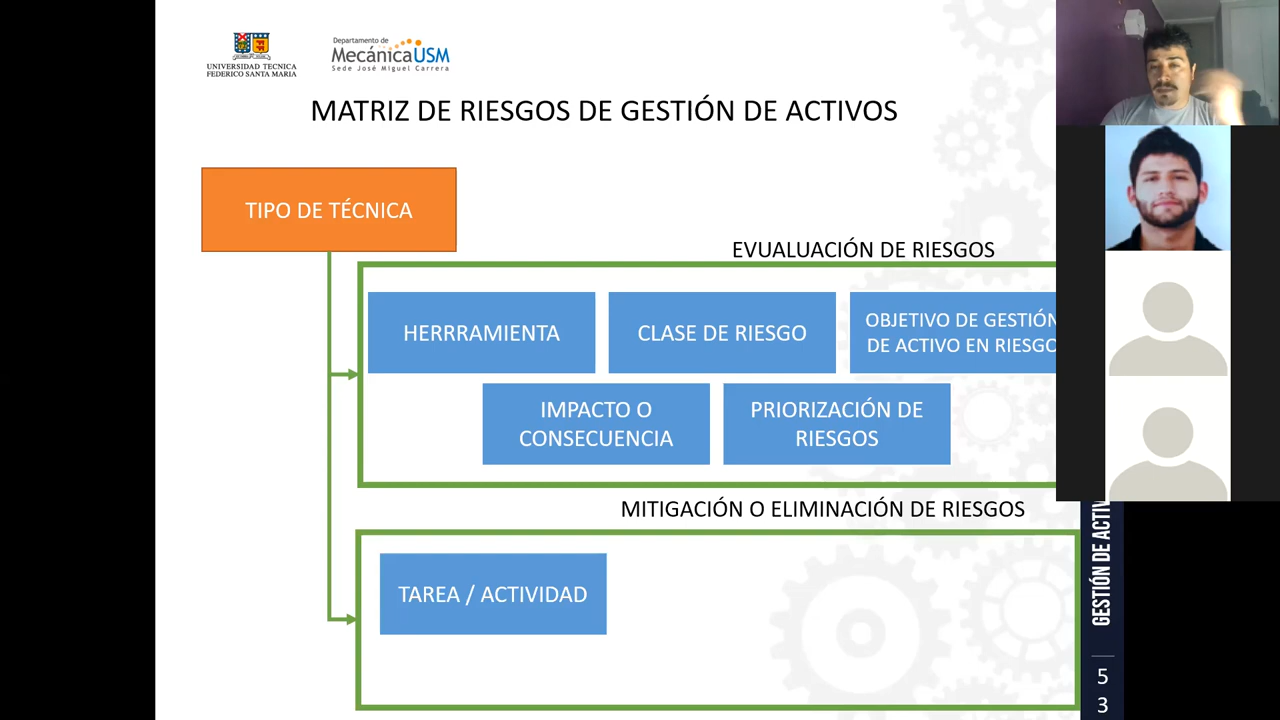 UNIVERSIDAD TECNICA
FEDERICO SANTA MARIA
Departamento de
MecánicaUSM
Sede José Miguel Carrera
MATRIZ DE RIESGOS DE GESTIÓN DE ACTIVOS
TIPO DE TÉCNICA
EVUALUACIÓN DE RIESGOS
HERRRAMIENTA
CLASE DE RIESGO
OBJETIVO DE GESTIÓN
DE ACTIVO EN RIESGO
IMPACTO O
CONSECUENCIA
PRIORIZACIÓN DE
RIESGOS
MITIGACIÓN O ELIMINACIÓN DE RIESGOS
TAREA / ACTIVIDAD
GESTIÓN DE ACTIV
5
3